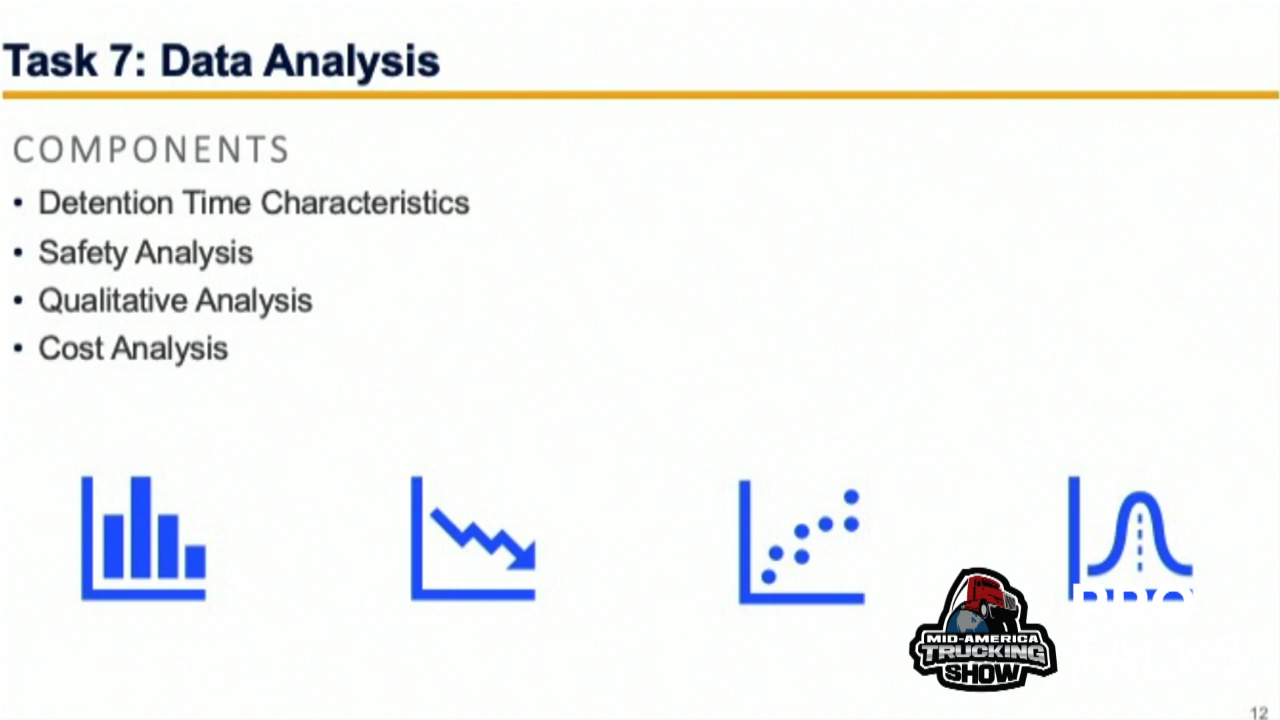 Task 7: Data Analysis
COMPONENTS
• Detention Time Characteristics
• Safety Analysis
• Qualitative Analysis
• Cost Analysis
MID-AMERICA
TRUCKING
SHOW
12